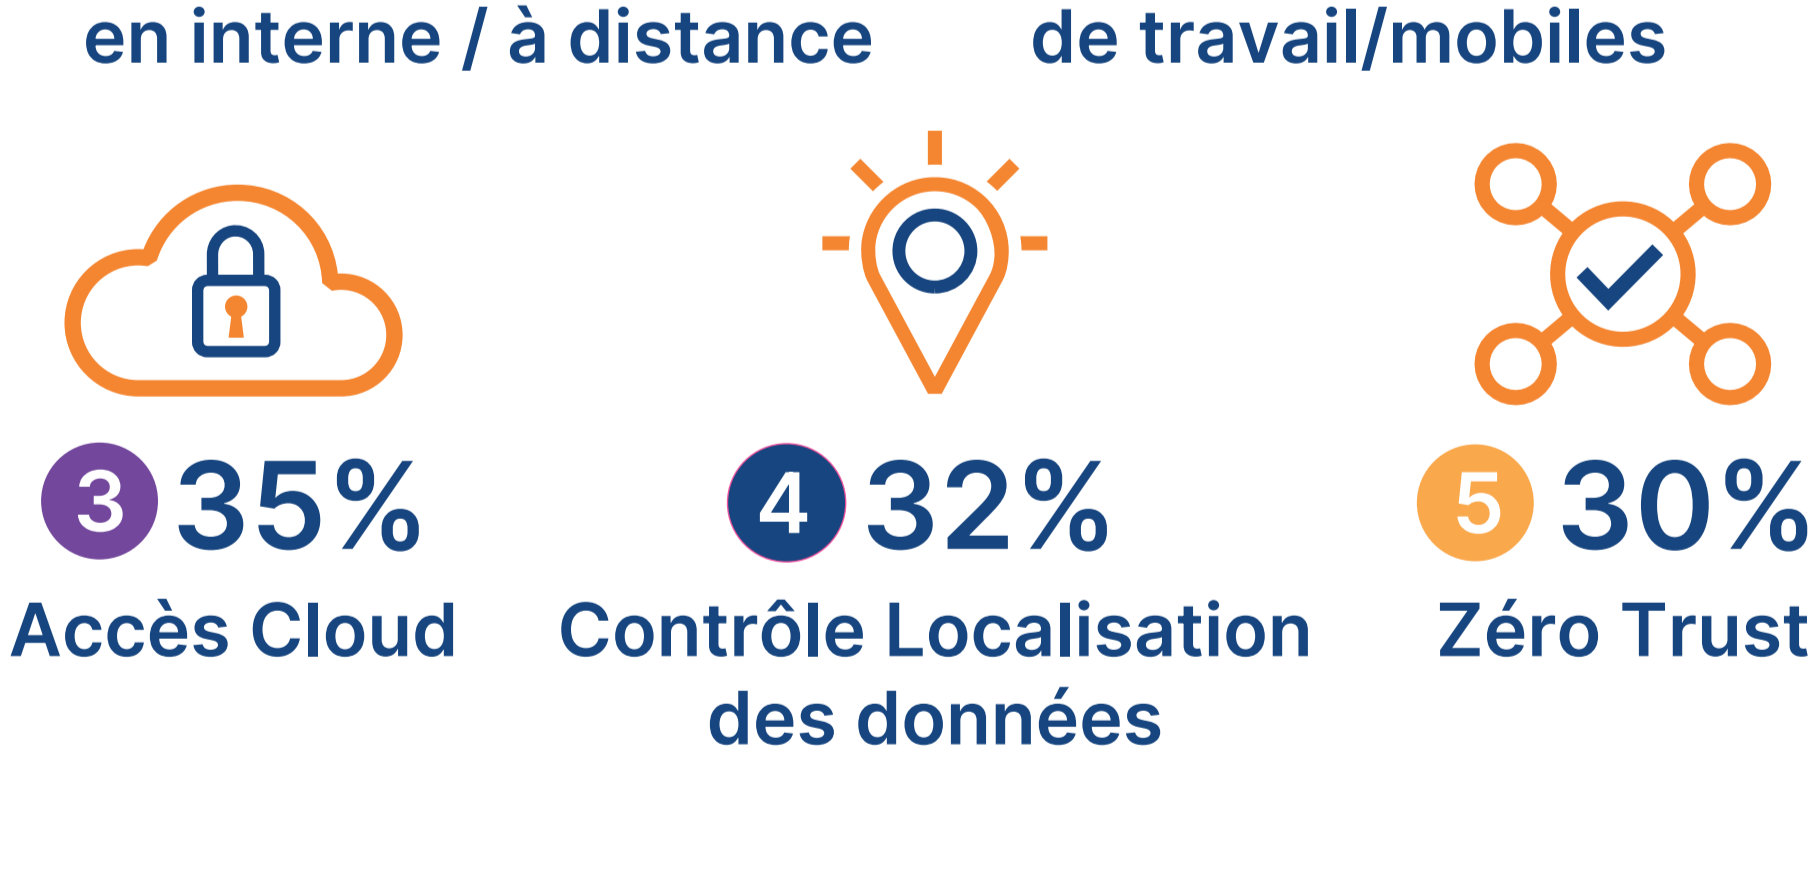 en interne / à distance
de travail/mobiles
3 35%
4 32%
5 30%
Accès Cloud
Contrôle Localisation
des données
Zéro Trust